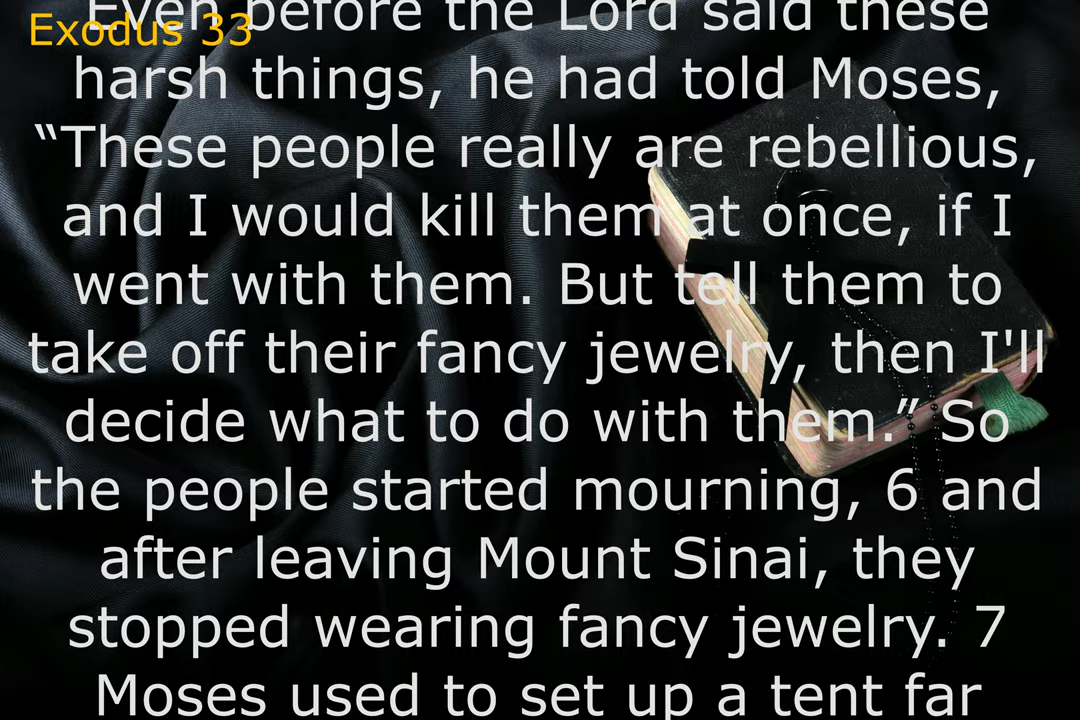 Exodus 33
Even before the Lord said these
harsh things, he had told Moses,
“These people really are rebellious,
and I would kill them at once, if I
went with them. But tell them to
take off their fancy jewelry, then I'll
decide what to do with them.” So
the people started mourning, 6 and
after leaving Mount Sinai, they
stopped wearing fancy jewelry. 7
Moses used to set up a tent far